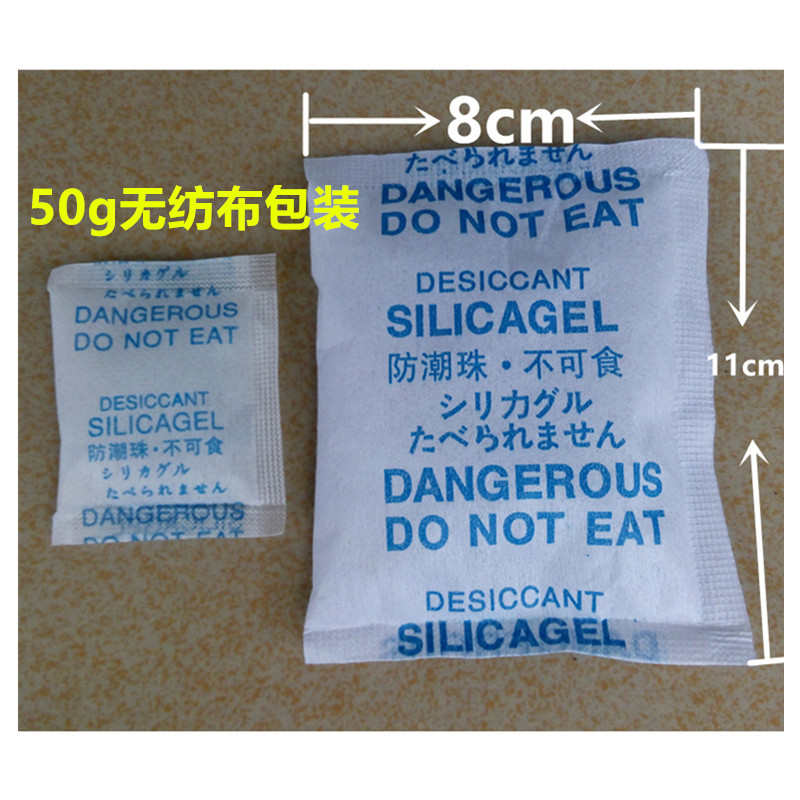 8cm
50g无纺布包装
11cm
シリカグル
たべられません
DANGEROUS
DO NOT EAT
DESICCANT
SILICAGEL
防潮珠·不可食
シリカグル
たべられません
DANGEROUS
DO NOT EAT
たべられません
DANGEROUS
DO NOT EAT
DESICCANT
SILICAGEL
防潮珠·不可食
シリカグル
たべられません
DANGEROUS
DO NOT EAT
DESICCANT
SILICAGEL